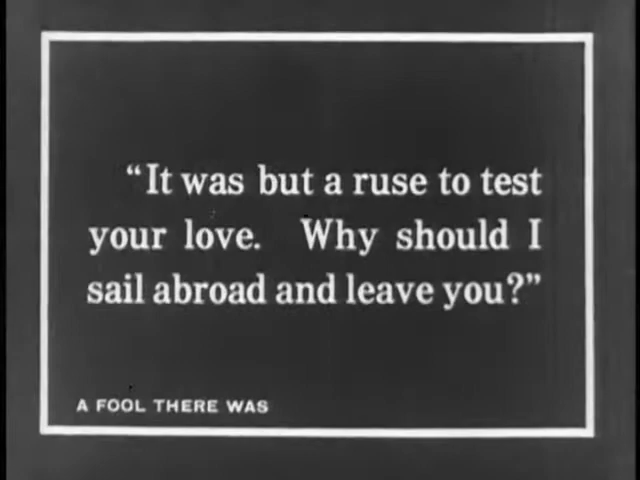 “It was but a ruse to test
your love. Why should I
sail abroad and leave you?”
A FOOL THERE WAS